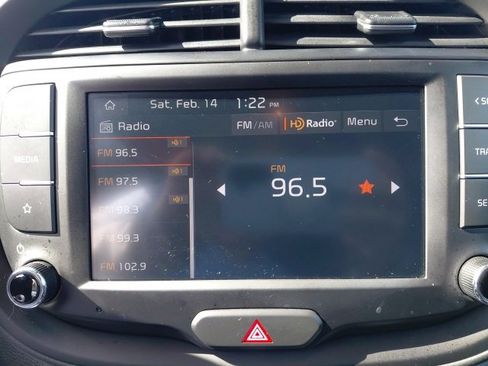 Sat, Feb. 14 1:22 PM
Radio FM/AM HD Radio Menu
FM 96.5
FM 97.5
FM 98.3
FM 99.3
FM 102.9
FM
96.5
MEDIA